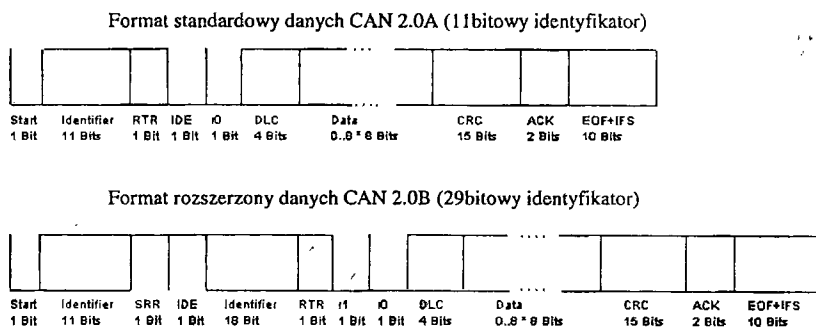 Format standardowy danych CAN 2.0A (11bitowy identyfikator)
Start Identifier RTR IDE r0 DLC Data CRC ACK EOF+IFS
1 Bit 11 Bits 1 Bit 1 Bit 1 Bit 4 Bits 0..8 * 8 Bits 15 Bits 2 Bits 10 Bits
Format rozszerzony danych CAN 2.0B (29bitowy identyfikator)
Start Identifier SRR IDE Identifier RTR r1 r0 DLC Data CRC ACK EOF+IFS
1 Bit 11 Bits 1 Bit 1 Bit 18 Bit 1 Bit 1 Bit 1 Bit 4 Bits 0..8 * 8 Bits 15 Bits 2 Bits 10 Bits